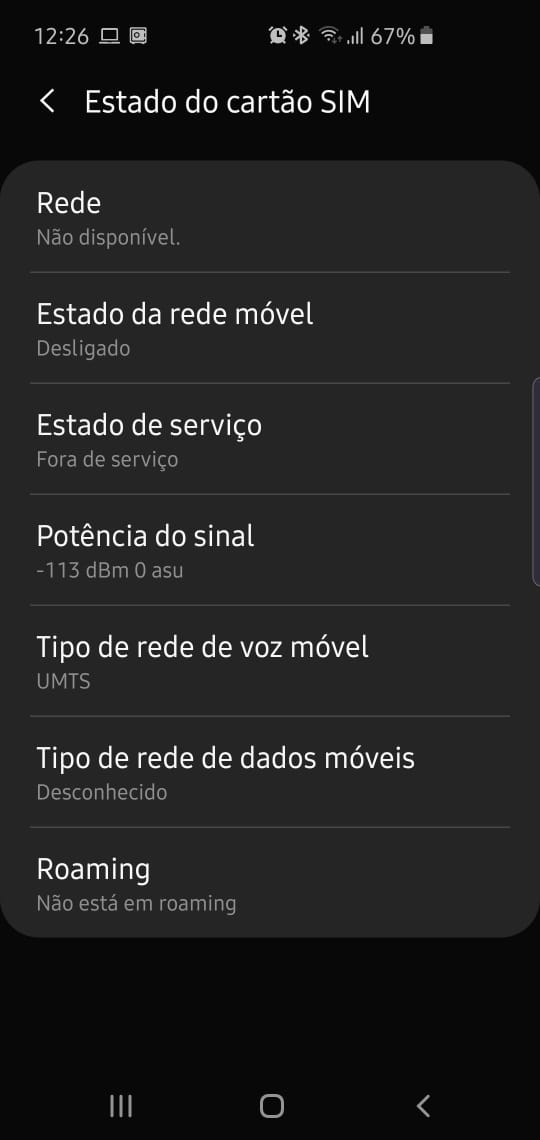 12:26
67%
Estado do cartão SIM
Rede
Não disponível.
Estado da rede móvel
Desligado
Estado de serviço
Fora de serviço
Potência do sinal
-113 dBm 0 asu
Tipo de rede de voz móvel
UMTS
Tipo de rede de dados móveis
Desconhecido
Roaming
Não está em roaming